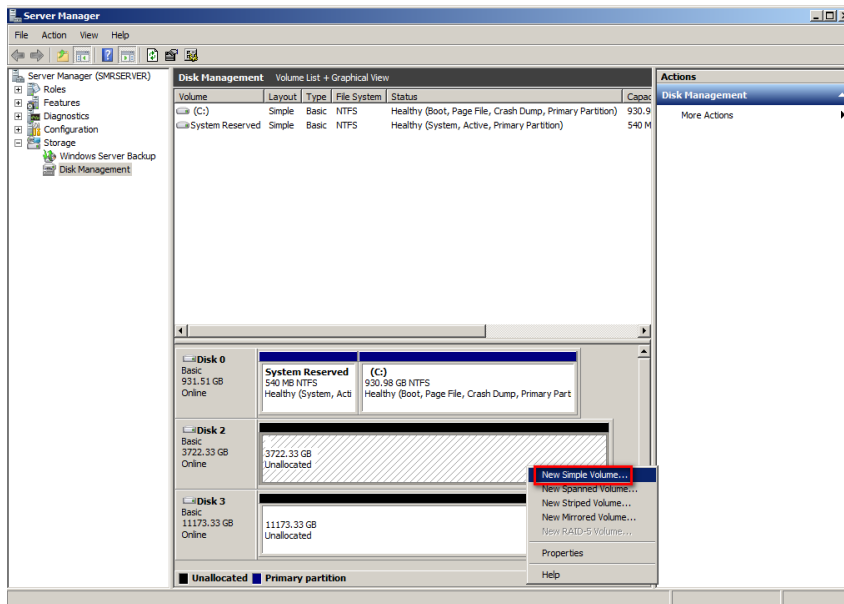 Server Manager
File Action View Help
Server Manager (SMRSERVER)
Roles
Features
Diagnostics
Configuration
Storage
Windows Server Backup
Disk Management
Disk Management Volume List + Graphical View
Volume Layout Type File System Status Capac
(C:) Simple Basic NTFS Healthy (Boot, Page File, Crash Dump, Primary Partition) 930.9
System Reserved Simple Basic NTFS Healthy (System, Active, Primary Partition) 540 M
Disk 0
Basic
931.51 GB
Online
System Reserved
540 MB NTFS
Healthy (System, Acti
(C:)
930.98 GB NTFS
Healthy (Boot, Page File, Crash Dump, Primary Part
Disk 2
Basic
3722.33 GB
Online
3722.33 GB
Unallocated
Disk 3
Basic
11173.33 GB
Online
11173.33 GB
Unallocated
New Simple Volume...
New Spanned Volume...
New Striped Volume...
New Mirrored Volume...
New RAID-5 Volume...
Properties
Help
Unallocated Primary partition
Actions
Disk Management
More Actions